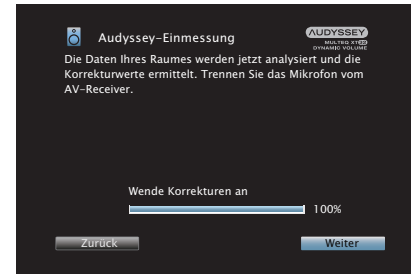 Audyssey-Einmessung
AUDYSSEY
MULTEQ XT32
DYNAMIC VOLUME
Die Daten Ihres Raumes werden jetzt analysiert und die
Korrekturwerte ermittelt. Trennen Sie das Mikrofon vom
AV-Receiver.
Wende Korrekturen an
100%
Zurück
Weiter